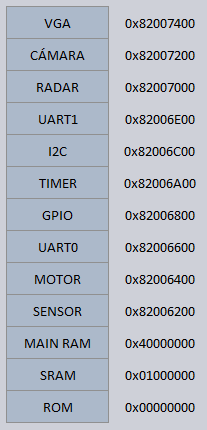 VGA 0x82007400
CÁMARA 0x82007200
RADAR 0x82007000
UART1 0x82006E00
I2C 0x82006C00
TIMER 0x82006A00
GPIO 0x82006800
UART0 0x82006600
MOTOR 0x82006400
SENSOR 0x82006200
MAIN RAM 0x40000000
SRAM 0x01000000
ROM 0x00000000